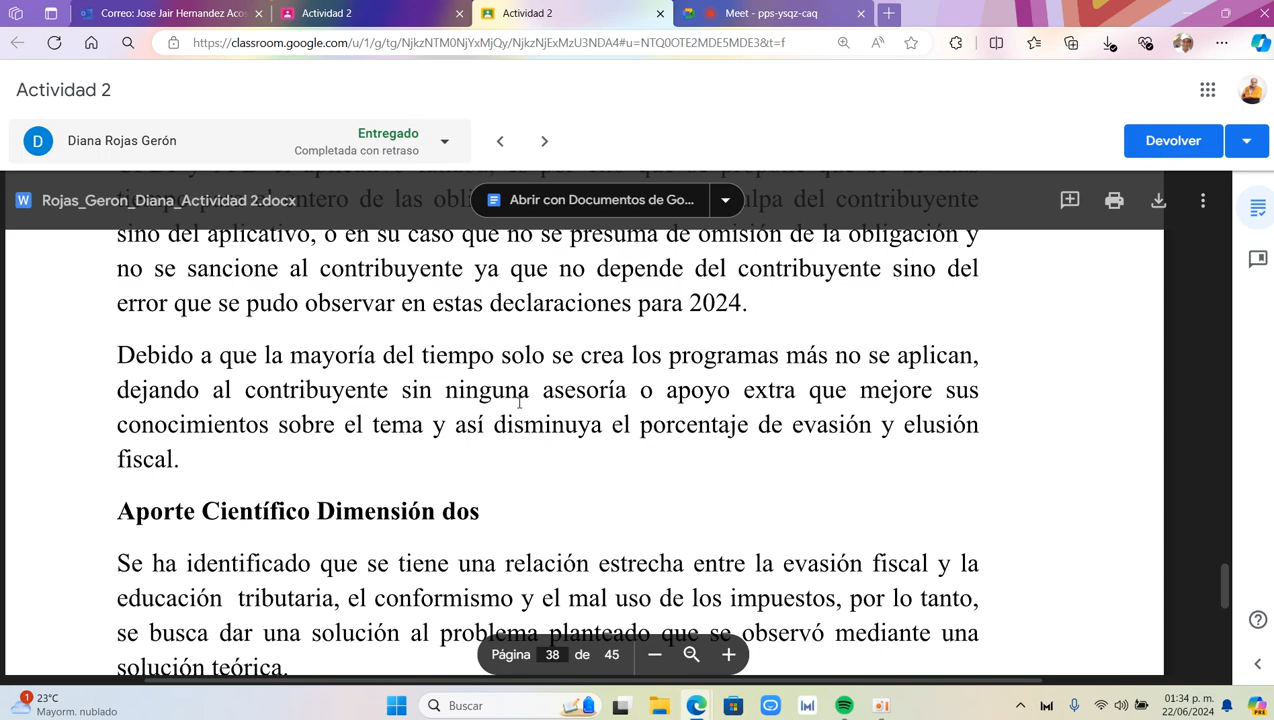 Correo: Jose Jair Hernandez Acos
Actividad 2
Actividad 2
Meet - pps-ysqz-caq
https://classroom.google.com/u/1/g/tg/NjkzNTM0NjYxMjQy/NjkzNjExMzU3NDA4#u=NTQ0OTE2MDE5MDE3&t=f
Actividad 2
D
Diana Rojas Gerón
Entregado
Completada con retraso
Devolver
Rojas_Geron_Diana_Actividad 2.docx
Abrir con Documentos de Go...
sino del aplicativo, o en su caso que no se presuma de omisión de la obligación y
no se sancione al contribuyente ya que no depende del contribuyente sino del
error que se pudo observar en estas declaraciones para 2024.
Debido a que la mayoría del tiempo solo se crea los programas más no se aplican,
dejando al contribuyente sin ninguna asesoría o apoyo extra que mejore sus
conocimientos sobre el tema y así disminuya el porcentaje de evasión y elusión
fiscal.
Aporte Científico Dimensión dos
Se ha identificado que se tiene una relación estrecha entre la evasión fiscal y la
educación tributaria, el conformismo y el mal uso de los impuestos, por lo tanto,
se busca dar una solución al problema planteado que se observó mediante una
solución teórica.
Página 38 de 45
1
23°C
Mayorm. nublado
Buscar
01:34 p. m.
22/06/2024